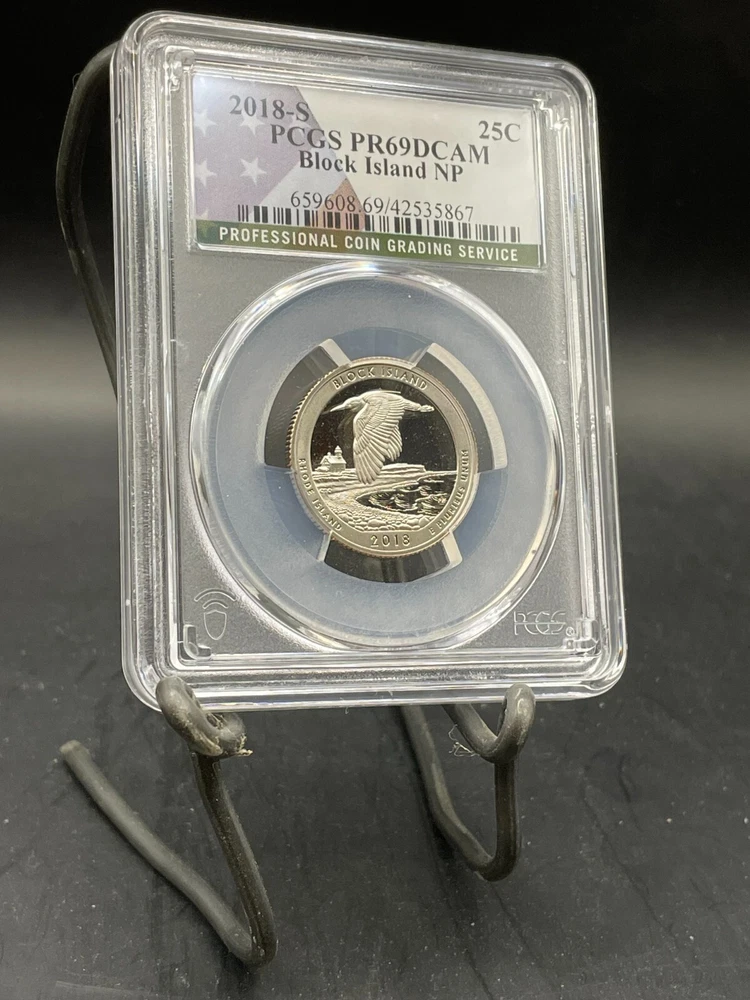 2018-S
25C
PCGS PR69DCAM
Block Island NP
659608.69/42535867
PROFESSIONAL COIN GRADING SERVICE
BLOCK ISLAND
RHODE ISLAND
2018
E PLURIBUS UNUM
PCGS